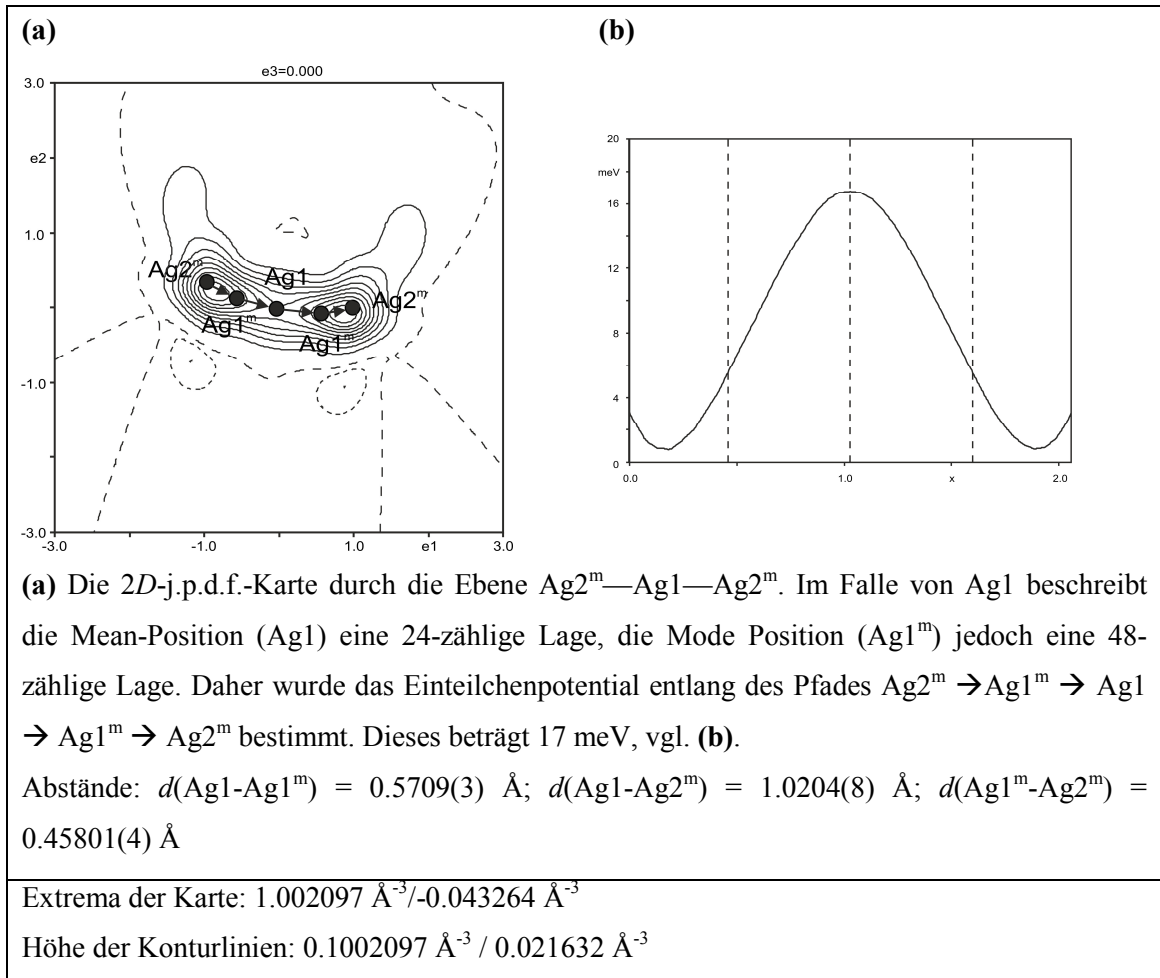 (a)
(b)
e3=0.000
3.0
e2
1.0
-1.0
-3.0
-3.0
-1.0
1.0
e1
3.0
Ag2ᵐ
Ag1
Ag2ᵐ
Ag1ᵐ
Ag1ᵐ
20
meV
16
12
8
4
0
0.0
1.0
x
2.0
(a) Die 2D-j.p.d.f.-Karte durch die Ebene Ag2ᵐ—Ag1—Ag2ᵐ. Im Falle von Ag1 beschreibt
die Mean-Position (Ag1) eine 24-zählige Lage, die Mode Position (Ag1ᵐ) jedoch eine 48-
zählige Lage. Daher wurde das Einteilchenpotential entlang des Pfades Ag2ᵐ →Ag1ᵐ → Ag1
→ Ag1ᵐ → Ag2ᵐ bestimmt. Dieses beträgt 17 meV, vgl. (b).
Abstände: d(Ag1-Ag1ᵐ) = 0.5709(3) Å; d(Ag1-Ag2ᵐ) = 1.0204(8) Å; d(Ag1ᵐ-Ag2ᵐ) =
0.45801(4) Å
Extrema der Karte: 1.002097 Å⁻³/-0.043264 Å⁻³
Höhe der Konturlinien: 0.1002097 Å⁻³ / 0.021632 Å⁻³